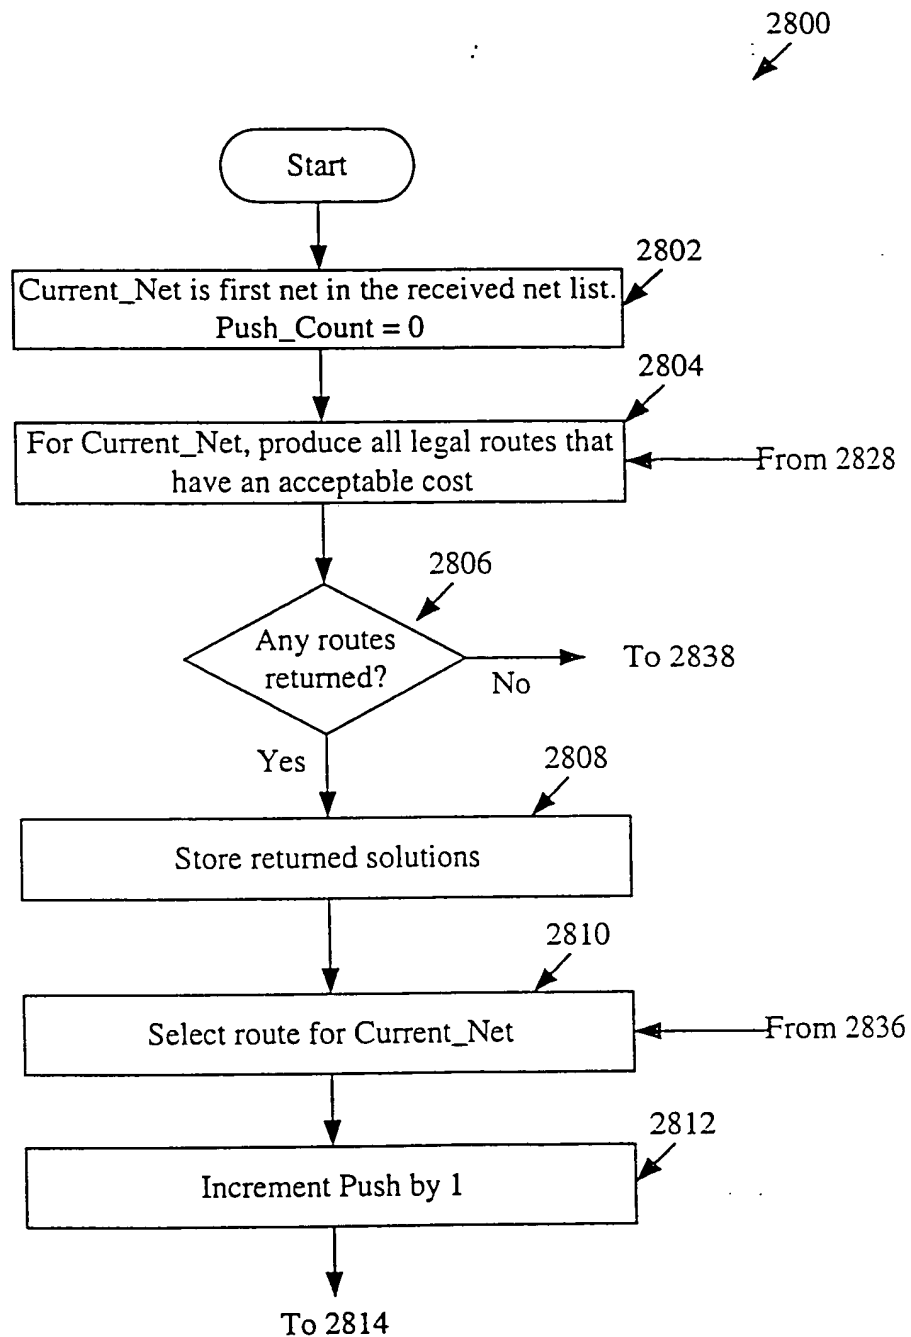 2800
Start
2802
Current_Net is first net in the received net list.
Push_Count = 0
2804
For Current_Net, produce all legal routes that
have an acceptable cost
From 2828
2806
Any routes
returned?
No
To 2838
Yes
2808
Store returned solutions
2810
Select route for Current_Net
From 2836
2812
Increment Push by 1
To 2814